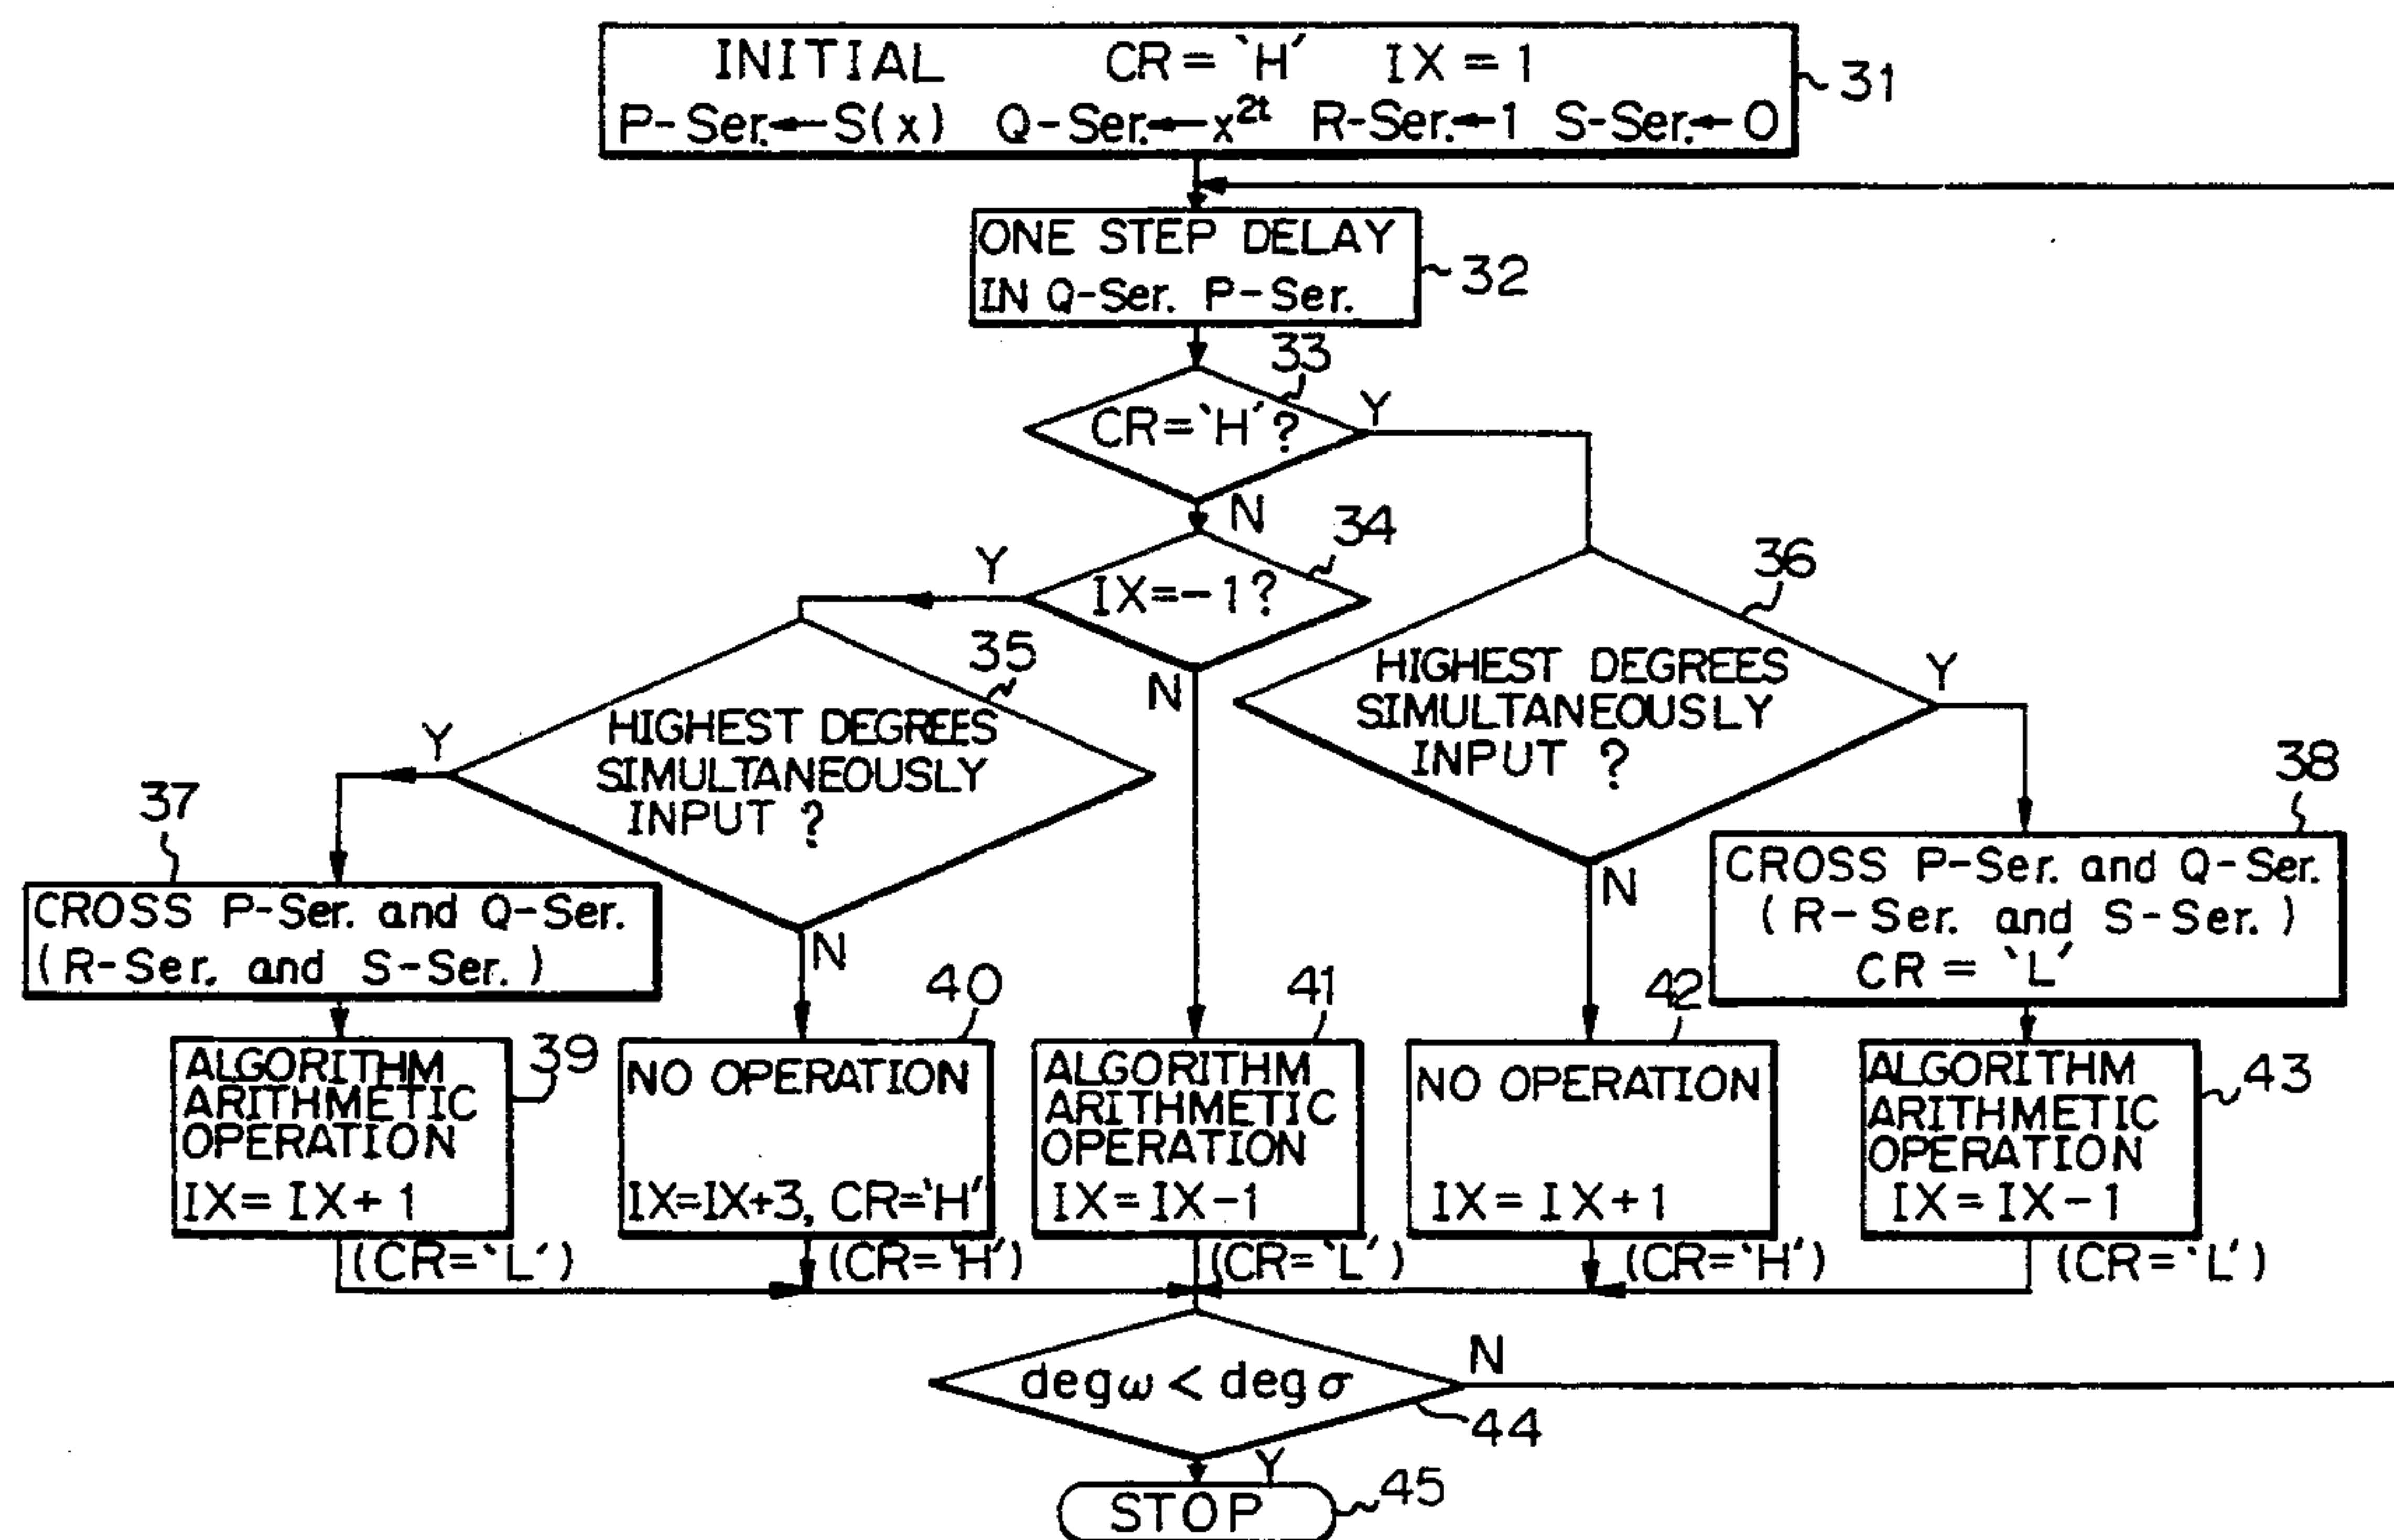 INITIAL CR=‵H′ IX=1
P-Ser.←S(x) Q-Ser.←x²ᵗ R-Ser.←1 S-Ser.←0
31
ONE STEP DELAY
IN Q-Ser. P-Ser.
32
33
CR=‵H′?
Y
N
34
IX=-1?
Y
N
36
HIGHEST DEGREES
SIMULTANEOUSLY
INPUT ?
Y
N
35
HIGHEST DEGREES
SIMULTANEOUSLY
INPUT ?
Y
N
37
CROSS P-Ser. and Q-Ser.
(R-Ser. and S-Ser.)
38
CROSS P-Ser. and Q-Ser.
(R-Ser. and S-Ser.)
CR=‵L′
39
ALGORITHM
ARITHMETIC
OPERATION
IX=IX+1
(CR=‵L′)
40
NO OPERATION
IX=IX+3, CR=‵H′
(CR=‵H′)
41
ALGORITHM
ARITHMETIC
OPERATION
IX=IX-1
(CR=‵L′)
42
NO OPERATION
IX=IX+1
(CR=‵H′)
43
ALGORITHM
ARITHMETIC
OPERATION
IX=IX-1
(CR=‵L′)
degω<degσ
N
44
Y
STOP
45